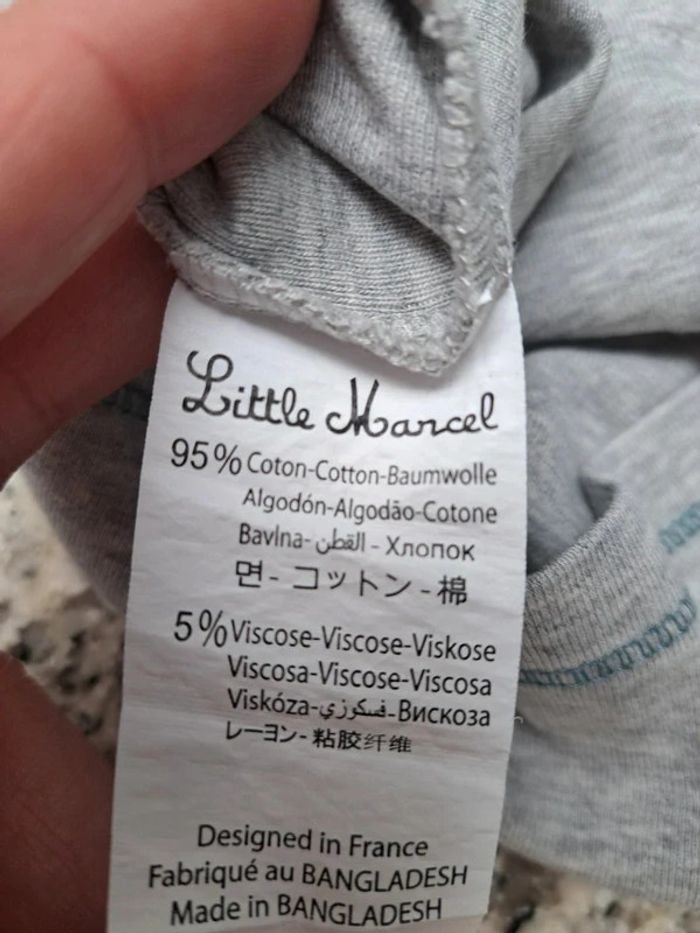 Little Marcel
95% Coton-Cotton-Baumwolle
Algodón-Algodão-Cotone
Bavlna-القطن - Хлопок
면 - コットン - 棉
5% Viscose-Viscose-Viskose
Viscosa-Viscose-Viscosa
Viskóza-فسكوزي-Вискоза
レーヨン - 粘胶纤维
Designed in France
Fabriqué au BANGLADESH
Made in BANGLADESH